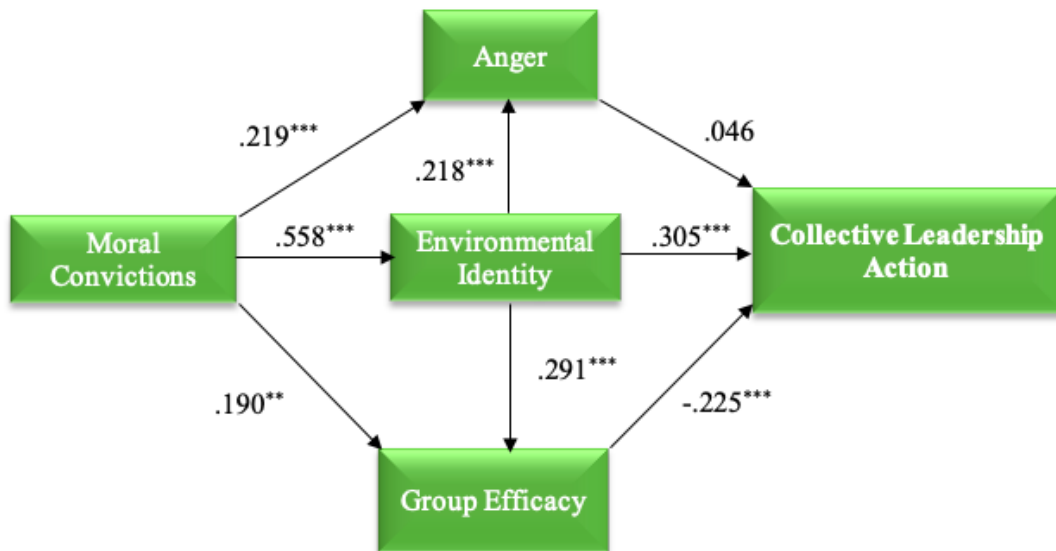 Anger
.219***
.046
.218***
Moral
Convictions
.558***
Environmental
Identity
.305***
Collective Leadership
Action
.190**
.291***
-.225***
Group Efficacy